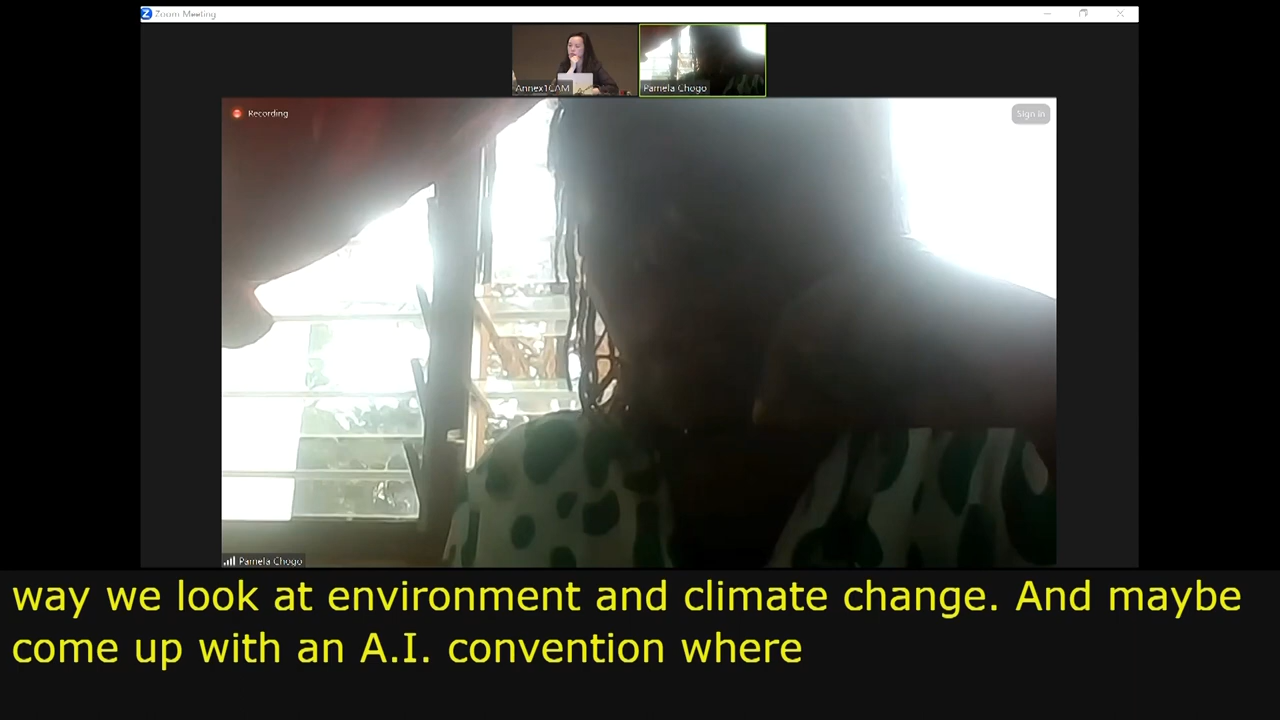 Zoom Meeting
Annex1CAM
Pamela Chogo
Recording
Sign in
Pamela Chogo
way we look at environment and climate change. And maybe
come up with an A.I. convention where